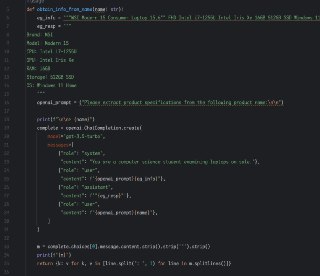 def obtain_info_from_name(name: str):
eg_info = """MSI Modern 15 Consumer Laptop 15.6" FHD Intel i7-1255U Intel Iris Xe 16GB 512GB SSD Windows 11
eg_resp = """
Brand: MSI
Model: Modern 15
CPU: Intel i7-1255U
GPU: Intel Iris Xe
RAM: 16GB
Storage: 512GB SSD
OS: Windows 11 Home
"""
openai_prompt = ("Please extract product specifications from the following product name:\n\n")
print(f"\n\n {name}")
complete = openai.ChatCompletion.create(
model="gpt-3.5-turbo",
messages=[
{"role": "system",
"content": "You are a computer science student examining laptops on sale."},
{"role": "user",
"content": f"{openai_prompt}{eg_info}"},
{"role": "assistant",
"content": f"{eg_resp}"},
{"role": "user",
"content": f"{openai_prompt}{name}"},
]
)
m = complete.choices[0].message.content.strip()
print(f"{m}")
return {k: v for k, v in [line.split(": ", 1) for line in m.splitlines()]}